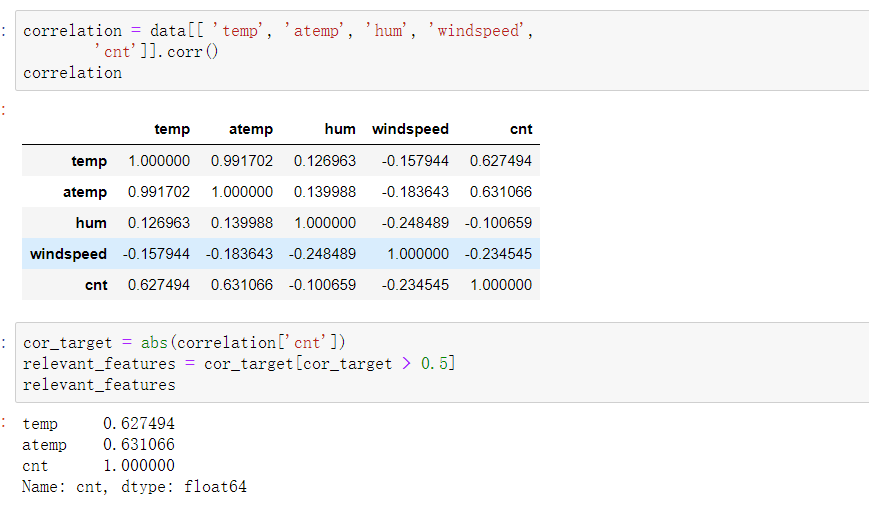 : correlation = data[[ 'temp', 'atemp', 'hum', 'windspeed',
'cnt']].corr()
correlation
:
temp atemp hum windspeed cnt
temp 1.000000 0.991702 0.126963 -0.157944 0.627494
atemp 0.991702 1.000000 0.139988 -0.183643 0.631066
hum 0.126963 0.139988 1.000000 -0.248489 -0.100659
windspeed -0.157944 -0.183643 -0.248489 1.000000 -0.234545
cnt 0.627494 0.631066 -0.100659 -0.234545 1.000000
: cor_target = abs(correlation['cnt'])
relevant_features = cor_target[cor_target > 0.5]
relevant_features
: temp 0.627494
atemp 0.631066
cnt 1.000000
Name: cnt, dtype: float64